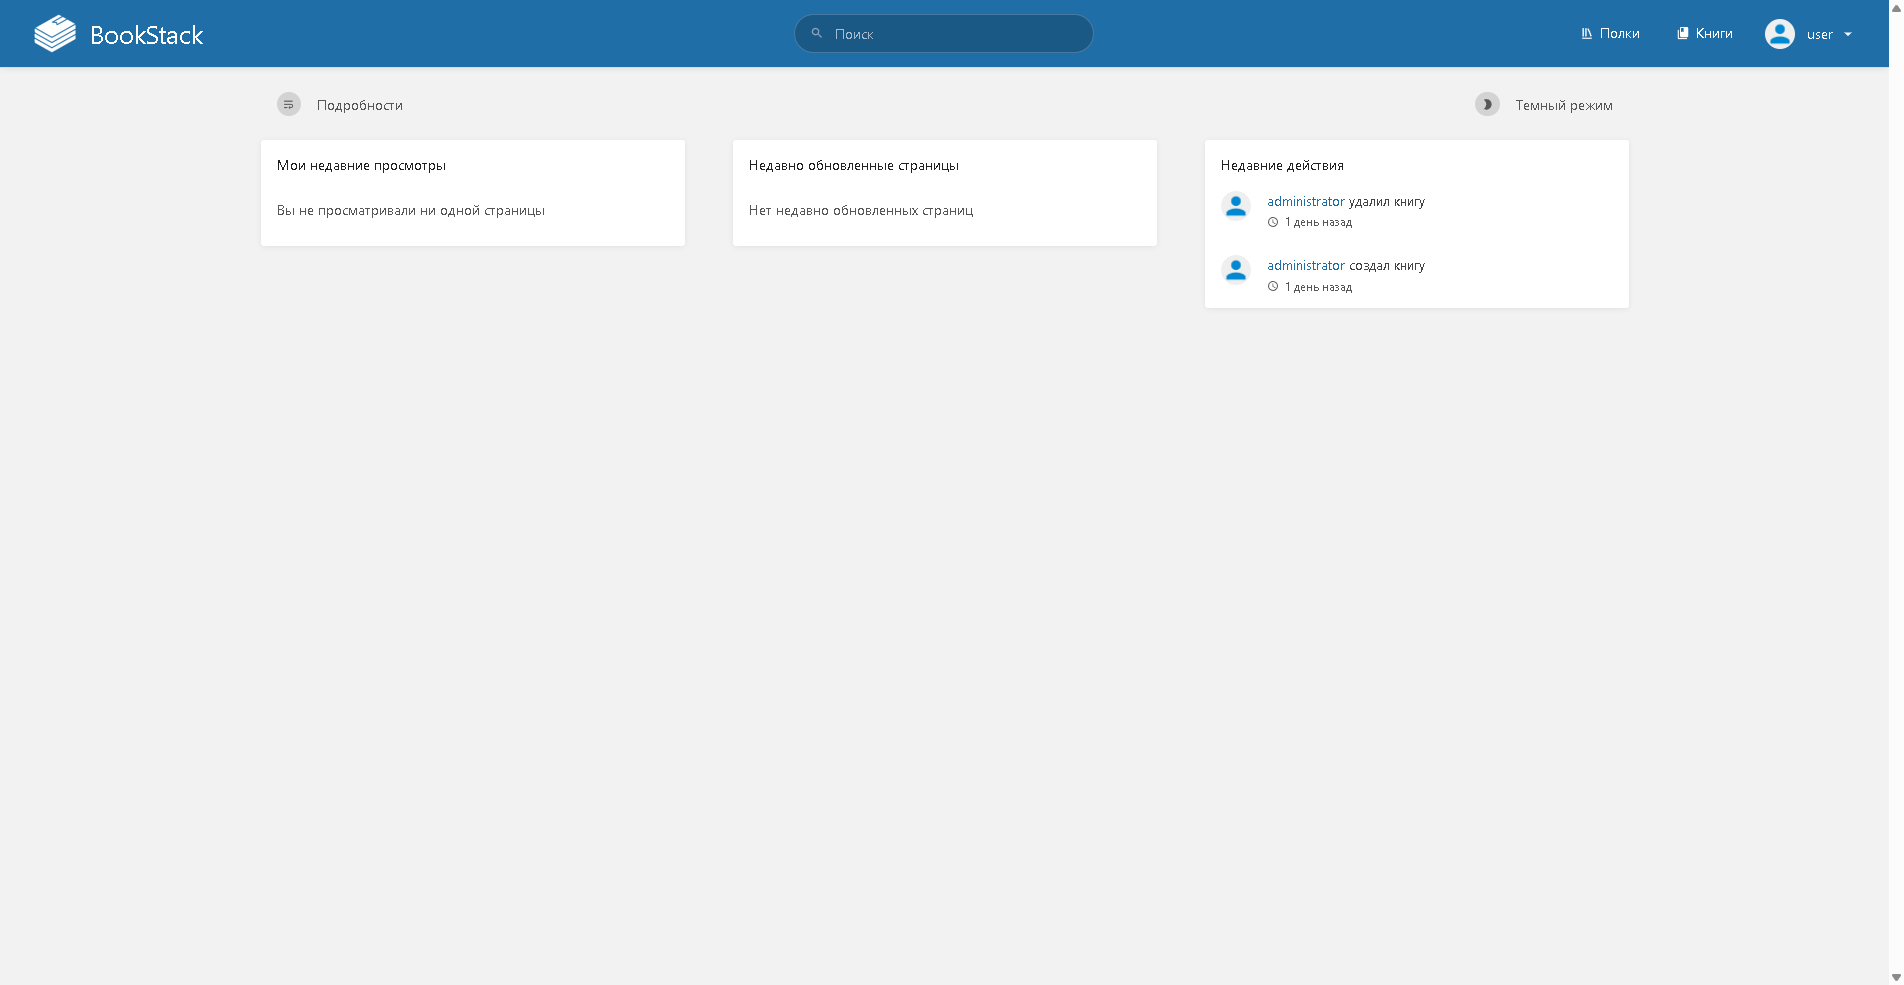 BookStack
Поиск
Полки
Книги
user
Подробности
Темный режим
Мои недавние просмотры
Вы не просматривали ни одной страницы
Недавно обновленные страницы
Нет недавно обновленных страниц
Недавние действия
administrator удалил книгу
1 день назад
administrator создал книгу
1 день назад